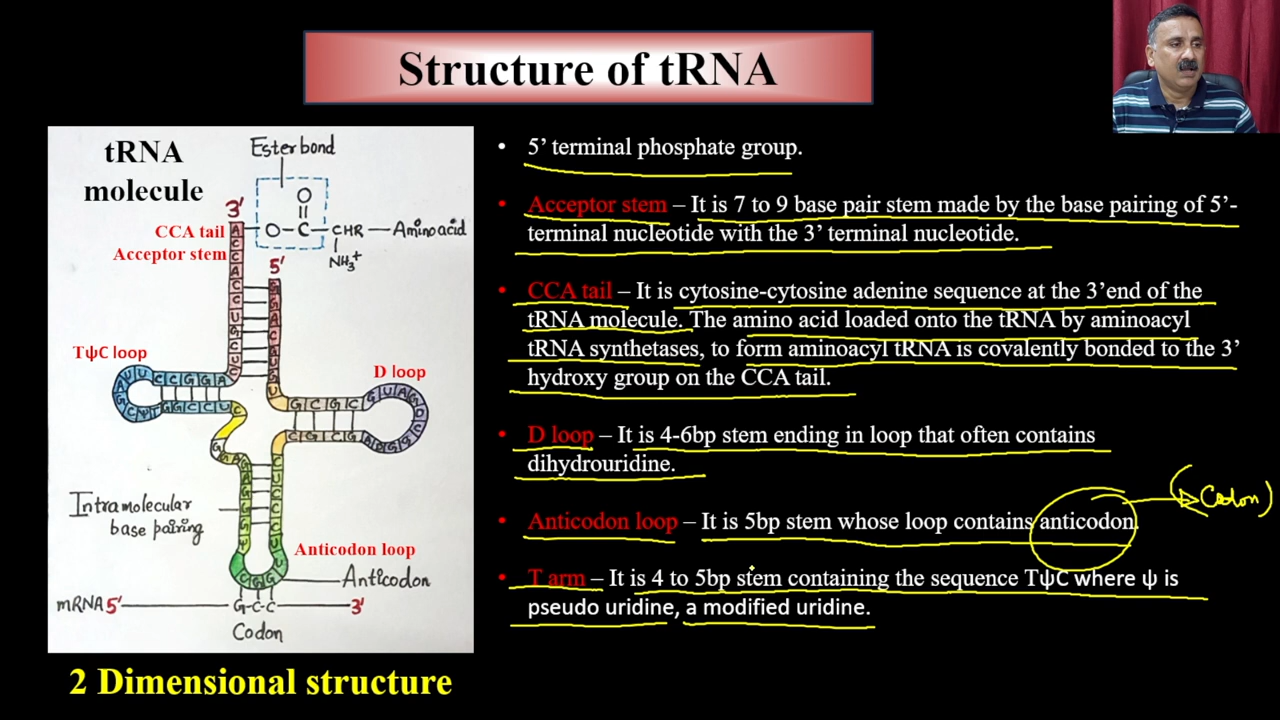 Structure of tRNA
tRNA
molecule
Ester bond
O
3'
CCA tail
A
O–C–CHR–Aminoacid
Acceptor stem
NH3+
5'
TψC loop
D loop
Intramolecular
base pairing
Anticodon loop
Anticodon
mRNA 5'
G-C-C
3'
Codon
2 Dimensional structure
• 5' terminal phosphate group.
• Acceptor stem – It is 7 to 9 base pair stem made by the base pairing of 5'-
terminal nucleotide with the 3' terminal nucleotide.
• CCA tail – It is cytosine-cytosine adenine sequence at the 3'end of the
tRNA molecule. The amino acid loaded onto the tRNA by aminoacyl
tRNA synthetases, to form aminoacyl tRNA is covalently bonded to the 3'
hydroxy group on the CCA tail.
• D loop – It is 4-6bp stem ending in loop that often contains
dihydrouridine.
(Codon)
• Anticodon loop – It is 5bp stem whose loop contains anticodon.
• T arm – It is 4 to 5bp stem containing the sequence TψC where ψ is
pseudo uridine, a modified uridine.